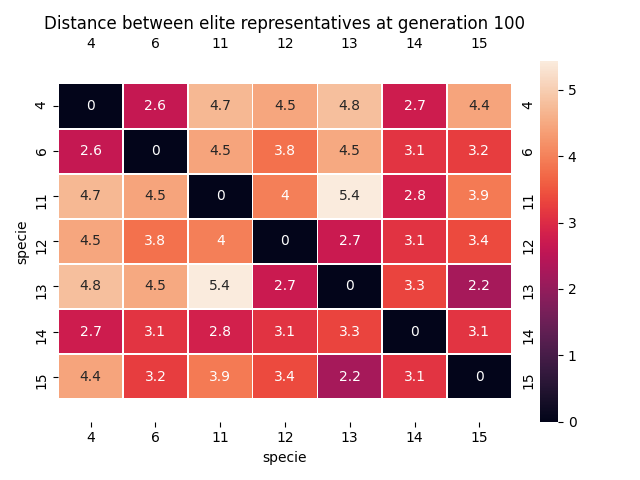 Distance between elite representatives at generation 100
4 6 11 12 13 14 15
4 0 2.6 4.7 4.5 4.8 2.7 4.4 4
6 2.6 0 4.5 3.8 4.5 3.1 3.2 6
11 4.7 4.5 0 4 5.4 2.8 3.9 11
12 4.5 3.8 4 0 2.7 3.1 3.4 12
13 4.8 4.5 5.4 2.7 0 3.3 2.2 13
14 2.7 3.1 2.8 3.1 3.3 0 3.1 14
15 4.4 3.2 3.9 3.4 2.2 3.1 0 15
4 6 11 12 13 14 15
specie
specie
5
4
3
2
1
0